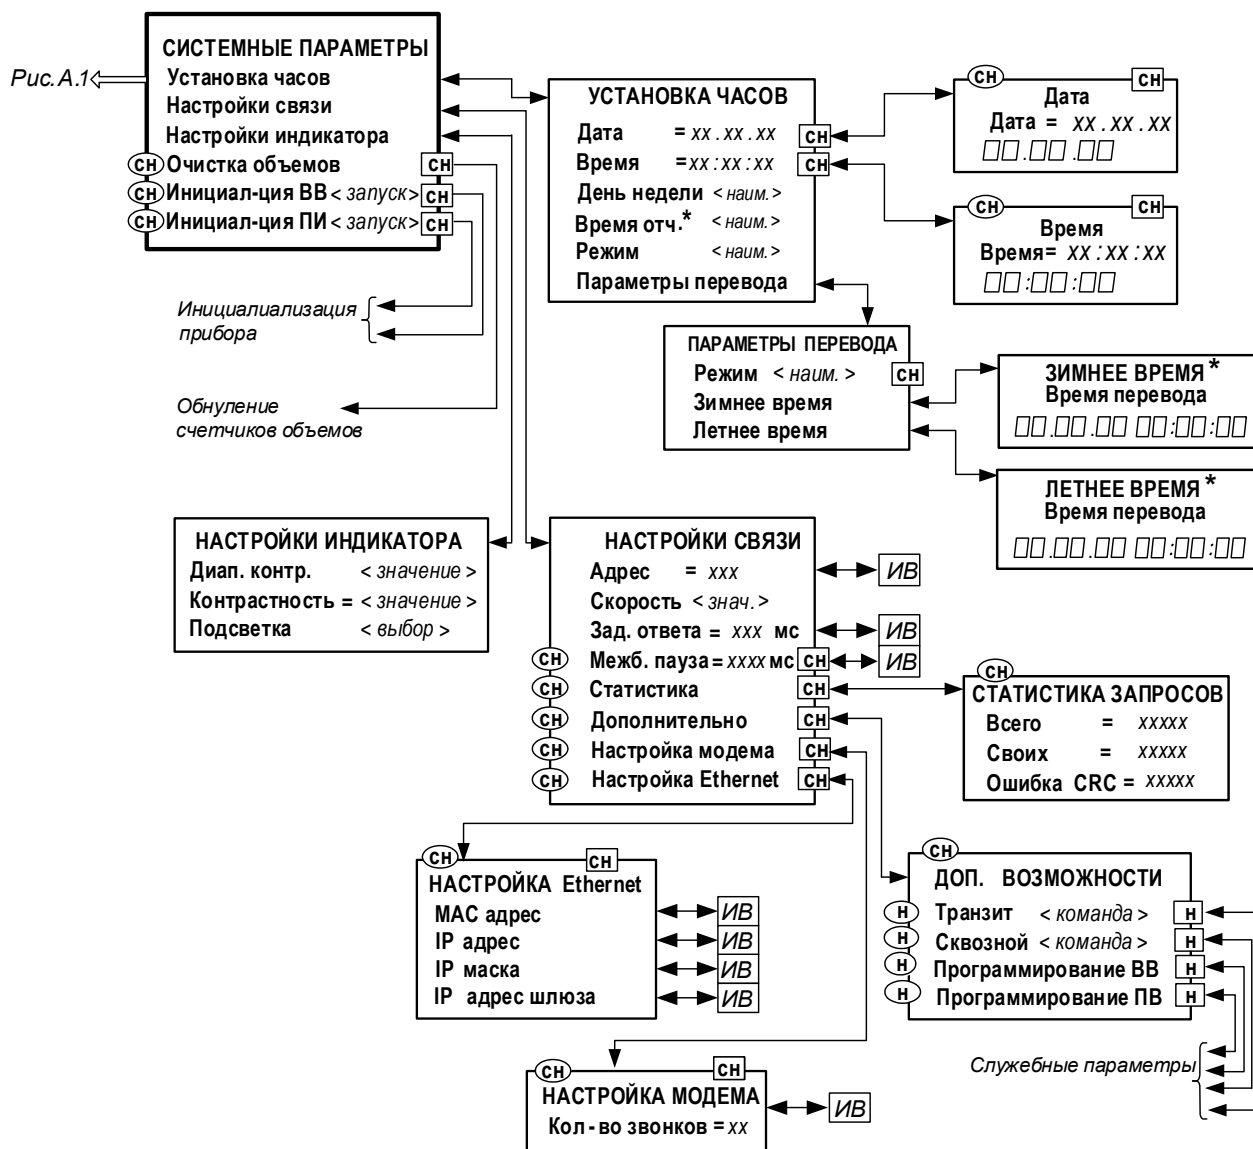 Рис.А.1
СИСТЕМНЫЕ ПАРАМЕТРЫ
Установка часов
Настройки связи
Настройки индикатора
СН Очистка объемов СН
СН Инициал-ция ВВ < запуск> СН
СН Инициал-ция ПИ < запуск> СН
Инициалиализация
прибора
Обнуление
счетчиков объемов
УСТАНОВКА ЧАСОВ
Дата = xx.xx.xx СН
Время =xx:xx:xx СН
День недели < наим.>
Время отч.* < наим.>
Режим < наим.>
Параметры перевода
СН СН
Дата
Дата = xx.xx.xx
.  .
СН СН
Время
Время= xx:xx:xx
:  :
ПАРАМЕТРЫ ПЕРЕВОДА
Режим < наим. > СН
Зимнее время
Летнее время
ЗИМНЕЕ ВРЕМЯ*
Время перевода
ЛЕТНЕЕ ВРЕМЯ*
Время перевода
НАСТРОЙКИ ИНДИКАТОРА
Диап. контр. < значение >
Контрастность = < значение >
Подсветка < выбор >
НАСТРОЙКИ СВЯЗИ
Адрес = xxx ИВ
Скорость < знач. >
Зад. ответа = xxx мс ИВ
СН Межб. пауза = xxxx мс СН ИВ
СН Статистика СН
СН Дополнительно СН
СН Настройка модема СН
СН Настройка Ethernet СН
СН
СТАТИСТИКА ЗАПРОСОВ
Всего = xxxxx
Своих = xxxxx
Ошибка CRC = xxxxx
СН СН
НАСТРОЙКА Ethernet
MAC адрес ИВ
IP адрес ИВ
IP маска ИВ
IP адрес шлюза ИВ
СН
ДОП. ВОЗМОЖНОСТИ
Н Транзит < команда > Н
Н Сквозной < команда > Н
Н Программирование ВВ Н
Н Программирование ПВ Н
Служебные параметры
СН СН
НАСТРОЙКА МОДЕМА
Кол-во звонков = xx ИВ